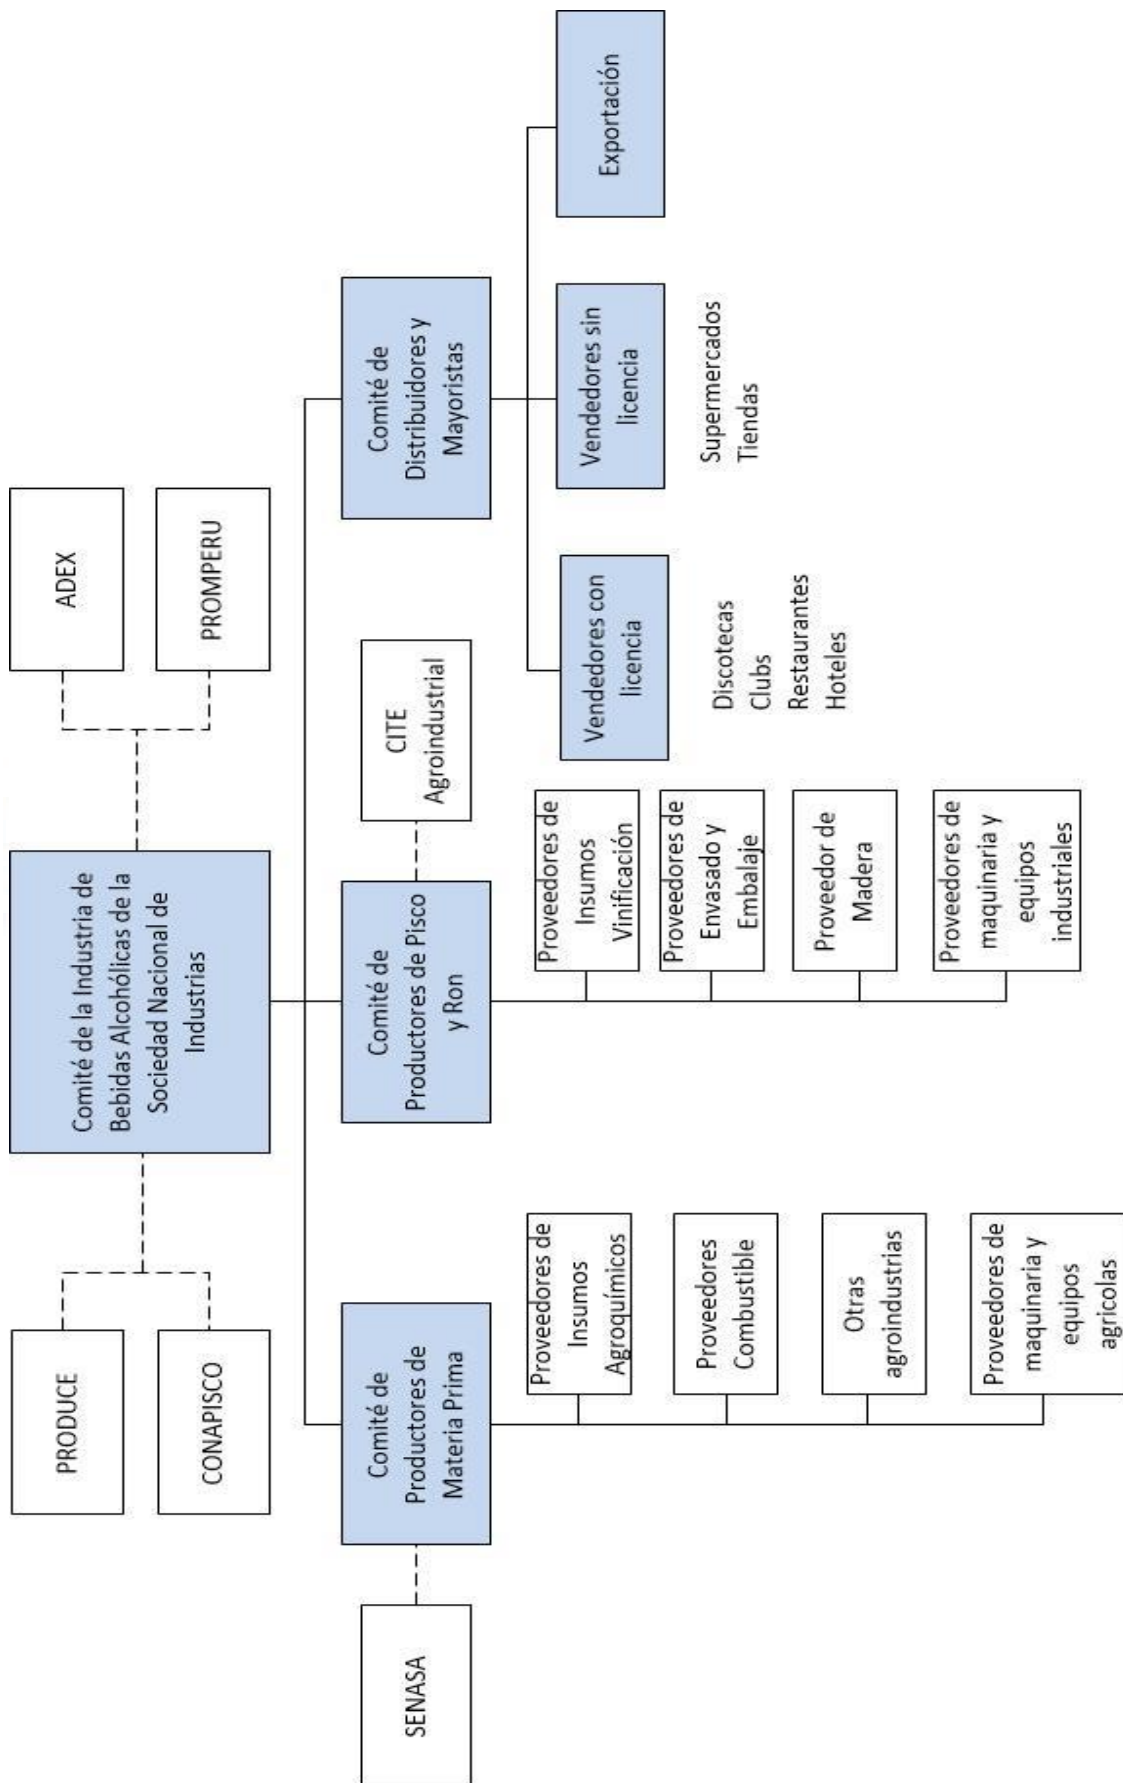 Comité de la Industria de
Bebidas Alcohólicas de la
Sociedad Nacional de
Industrias
PRODUCE
CONAPISCO
ADEX
PROMPERU
SENASA
Comité de
Productores de
Materia Prima
Comité de
Productores de Pisco
y Ron
CITE
Agroindustrial
Comité de
Distribuidores y
Mayoristas
Proveedores de
Insumos
Agroquímicos
Proveedores
Combustible
Otras
agroindustrias
Proveedores de
maquinaria y
equipos
agricolas
Proveedores de
Insumos
Vinificación
Proveedores de
Envasado y
Embalaje
Proveedor de
Madera
Proveedores de
maquinaria y
equipos
industriales
Vendedores con
licencia
Discotecas
Clubs
Restaurantes
Hoteles
Vendedores sin
licencia
Supermercados
Tiendas
Exportación